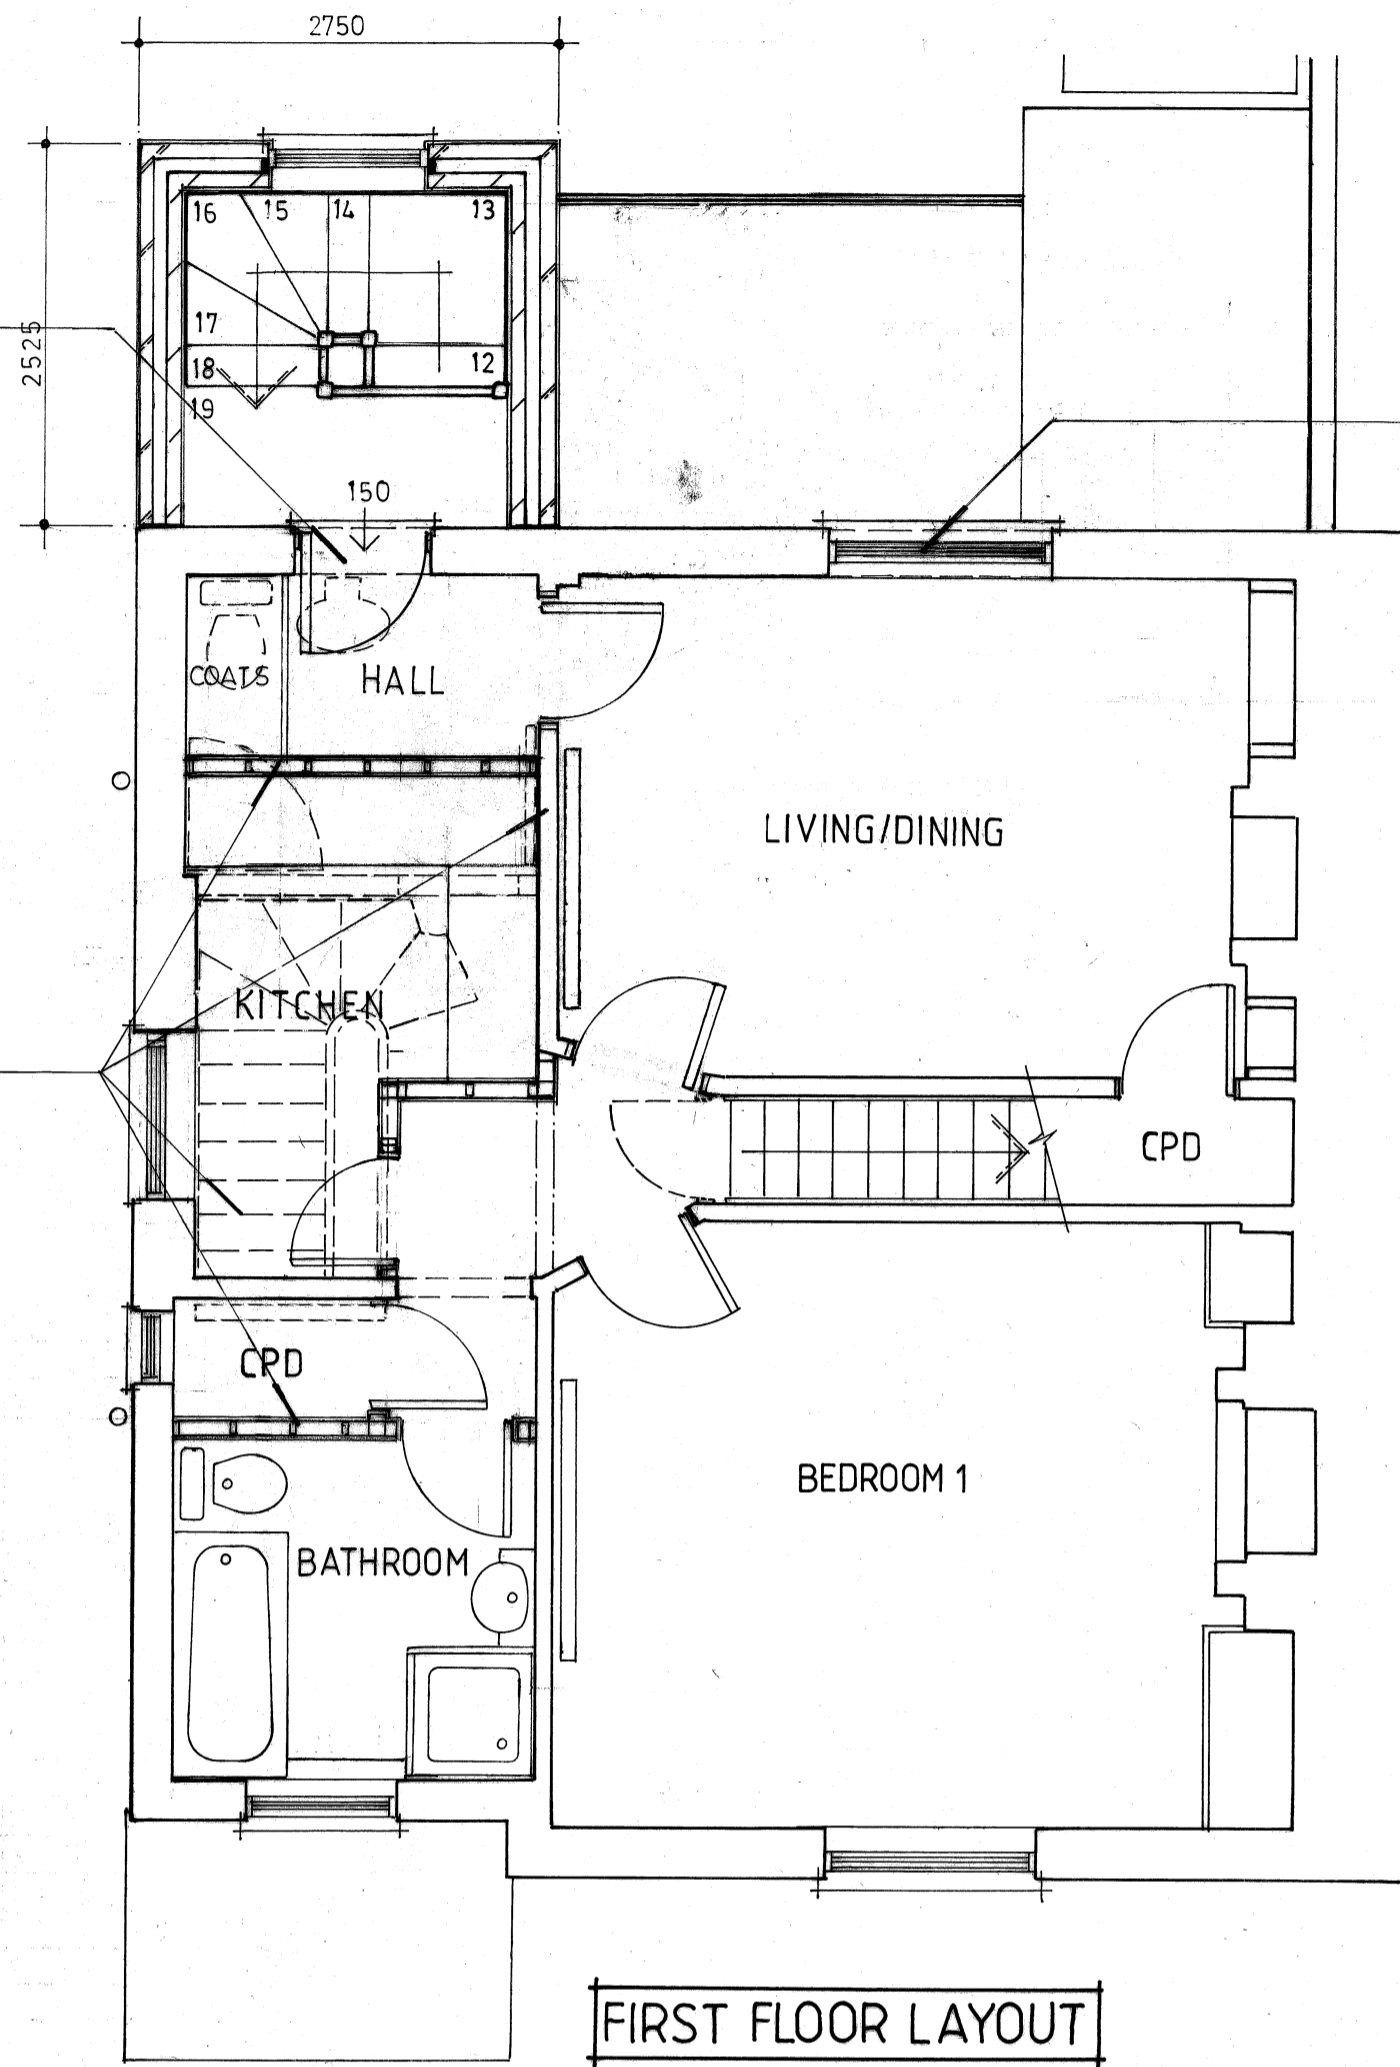 2750
16 15 14 13
2525
17
12
18
19
150
COATS
HALL
LIVING/DINING
KITCHEN
CPD
CPD
BEDROOM 1
BATHROOM
FIRST FLOOR LAYOUT